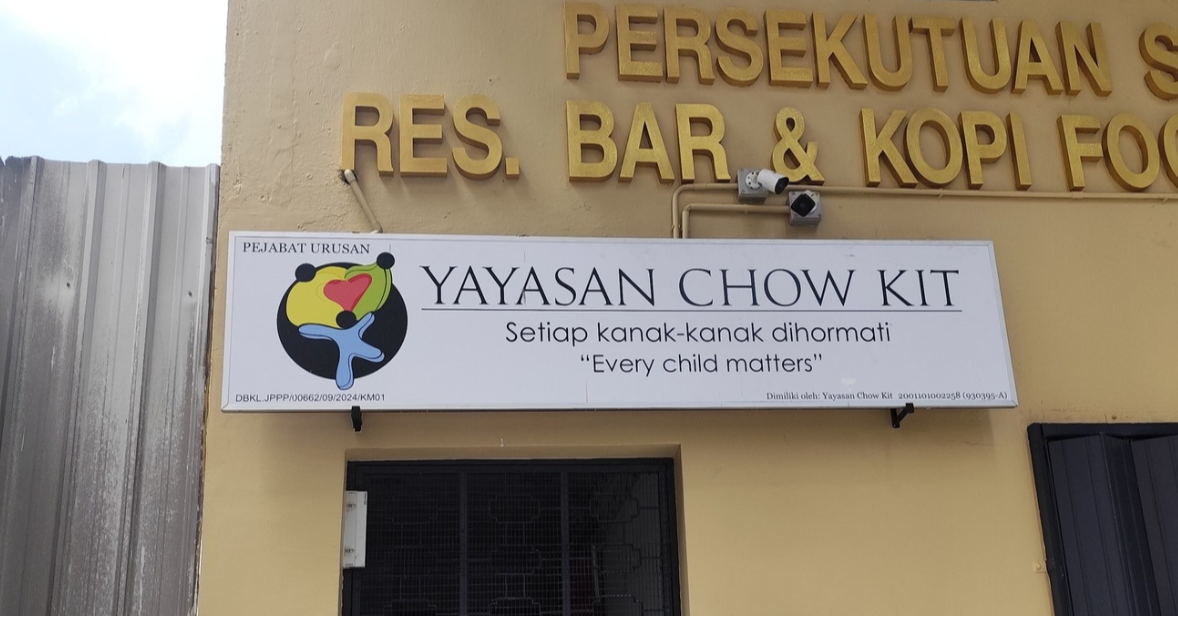 PERSEKUTUAN
RES. BAR & KOPI
PEJABAT URUSAN
YAYASAN CHOW KIT
Setiap kanak-kanak dihormati
“Every child matters”
DBKL.JPPP/00662/09/2024/KM01
Dimiliki oleh: Yayasan Chow Kit 2001101002258 (930395-A)